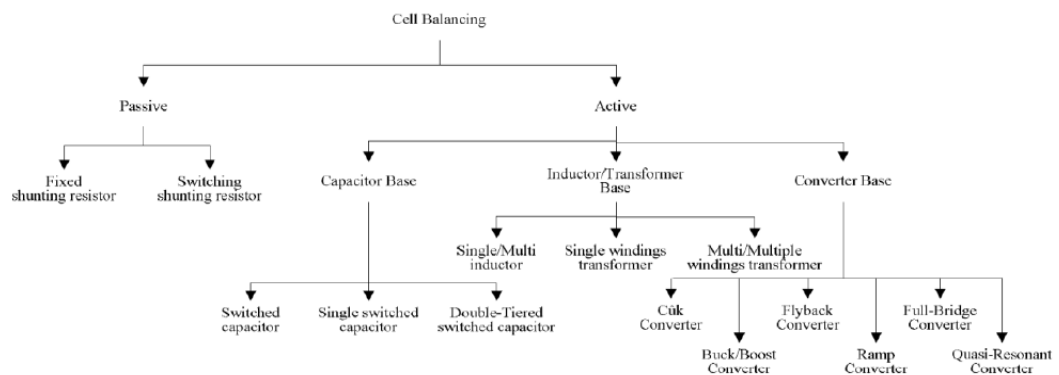 Cell Balancing
Passive
Active
Fixed
shunting resistor
Switching
shunting resistor
Capacitor Base
Inductor/Transformer
Base
Converter Base
Single/Multi
inductor
Single windings
transformer
Multi/Multiple
windings transformer
Switched
capacitor
Single switched
capacitor
Double-Tiered
switched capacitor
Cŭk
Converter
Flyback
Converter
Full-Bridge
Converter
Buck/Boost
Converter
Ramp
Converter
Quasi-Resonant
Converter